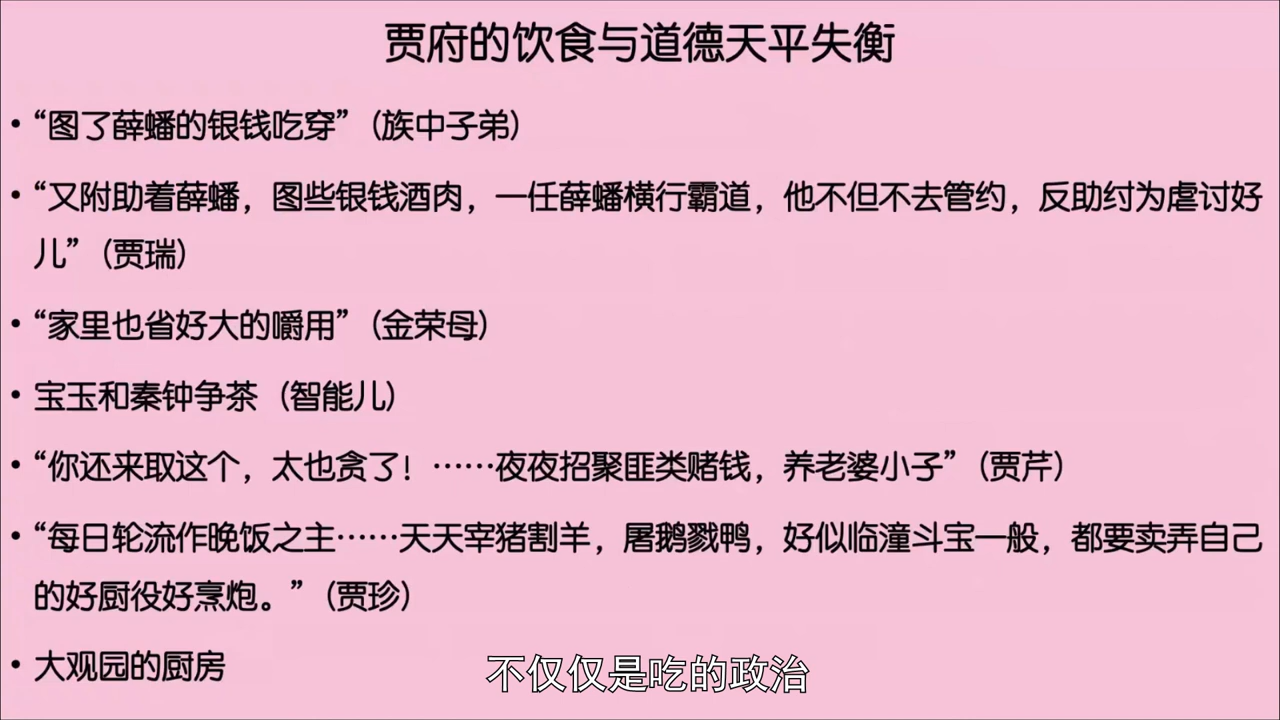 贾府的饮食与道德天平失衡
• “图了薛蟠的银钱吃穿”（族中子弟）
• “又附助着薛蟠，图些银钱酒肉，一任薛蟠横行霸道，他不但不去管约，反助纣为虐讨好
儿”（贾瑞）
• “家里也省好大的嚼用”（金荣母）
• 宝玉和秦钟争茶（智能儿）
• “你还来取这个，太也贪了！……夜夜招聚匪类赌钱，养老婆小子”（贾芹）
• “每日轮流作晚饭之主……天天宰猪割羊，屠鹅戮鸭，好似临潼斗宝一般，都要卖弄自己
的好厨役好烹炮。”（贾珍）
• 大观园的厨房
不仅仅是吃的政治